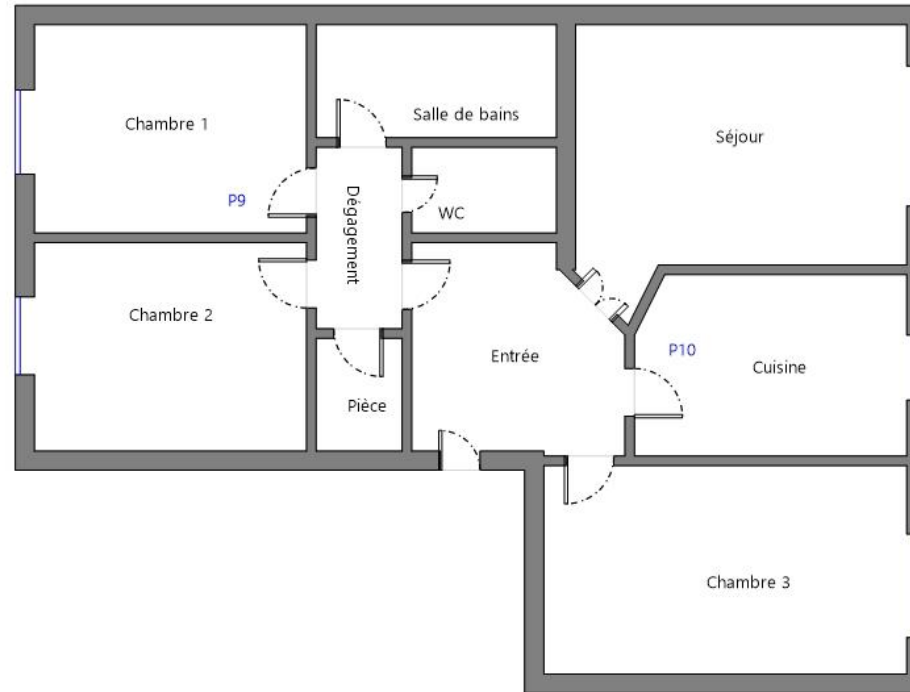 Chambre 1
Salle de bains
Séjour
P9
Dégagement
WC
Chambre 2
Entrée
P10
Cuisine
Pièce
Chambre 3